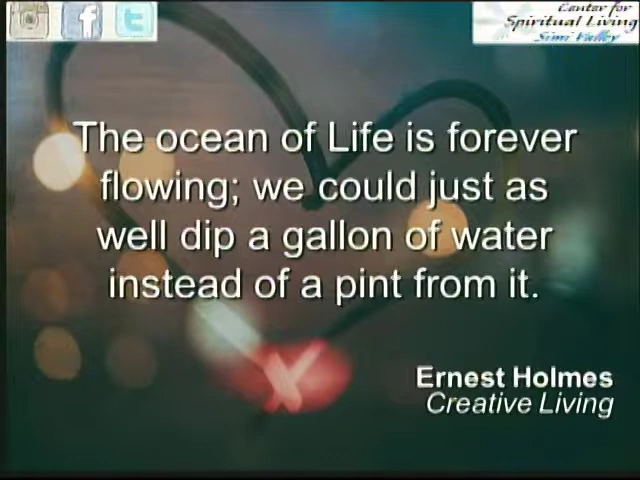 Center for
Spiritual Living
Simi Valley
The ocean of Life is forever
flowing; we could just as
well dip a gallon of water
instead of a pint from it.
Ernest Holmes
Creative Living